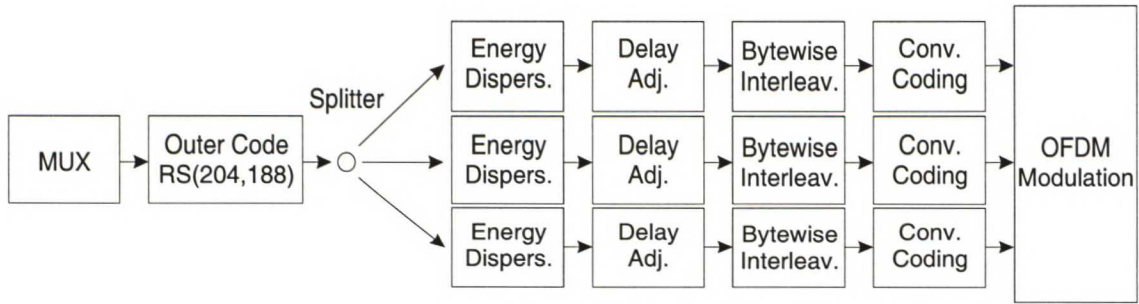 MUX
Outer Code
RS(204,188)
Splitter
Energy
Dispers.
Delay
Adj.
Bytewise
Interleav.
Conv.
Coding
Energy
Dispers.
Delay
Adj.
Bytewise
Interleav.
Conv.
Coding
Energy
Dispers.
Delay
Adj.
Bytewise
Interleav.
Conv.
Coding
OFDM
Modulation